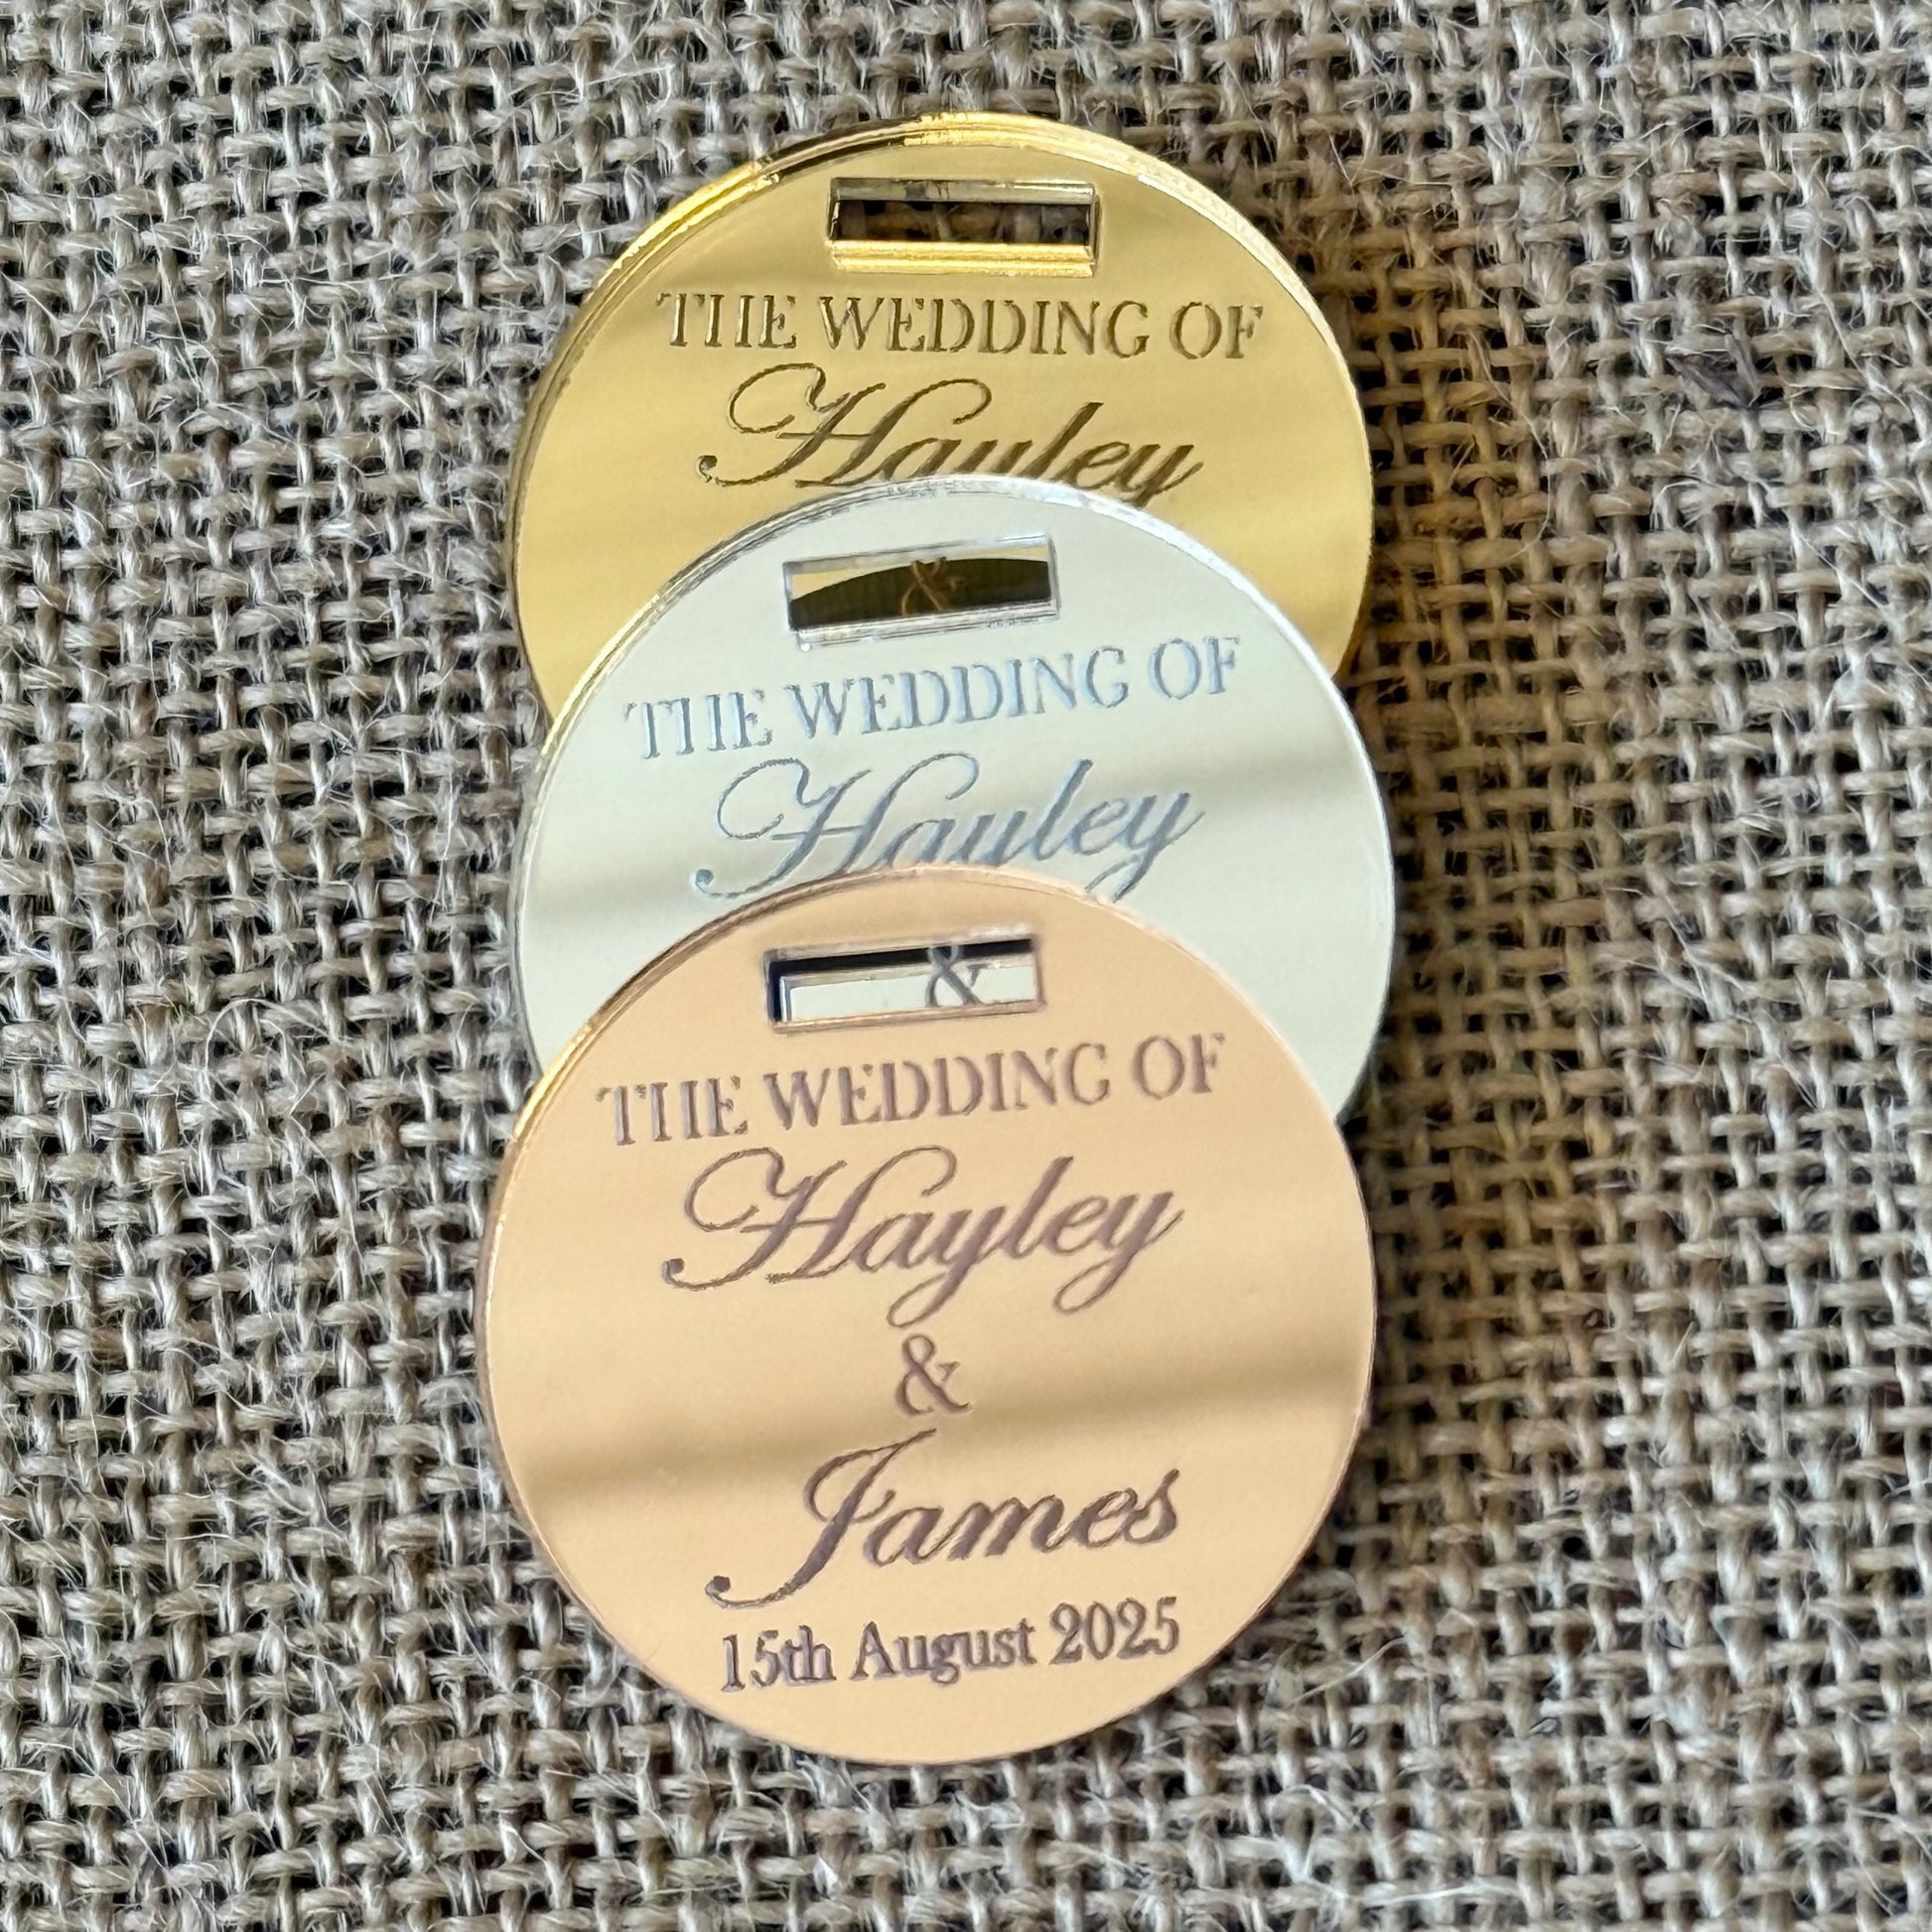 THE WEDDING OF
Hayley
&
THE WEDDING OF
Hayley
&
THE WEDDING OF
Hayley
&
James
15th August 2025